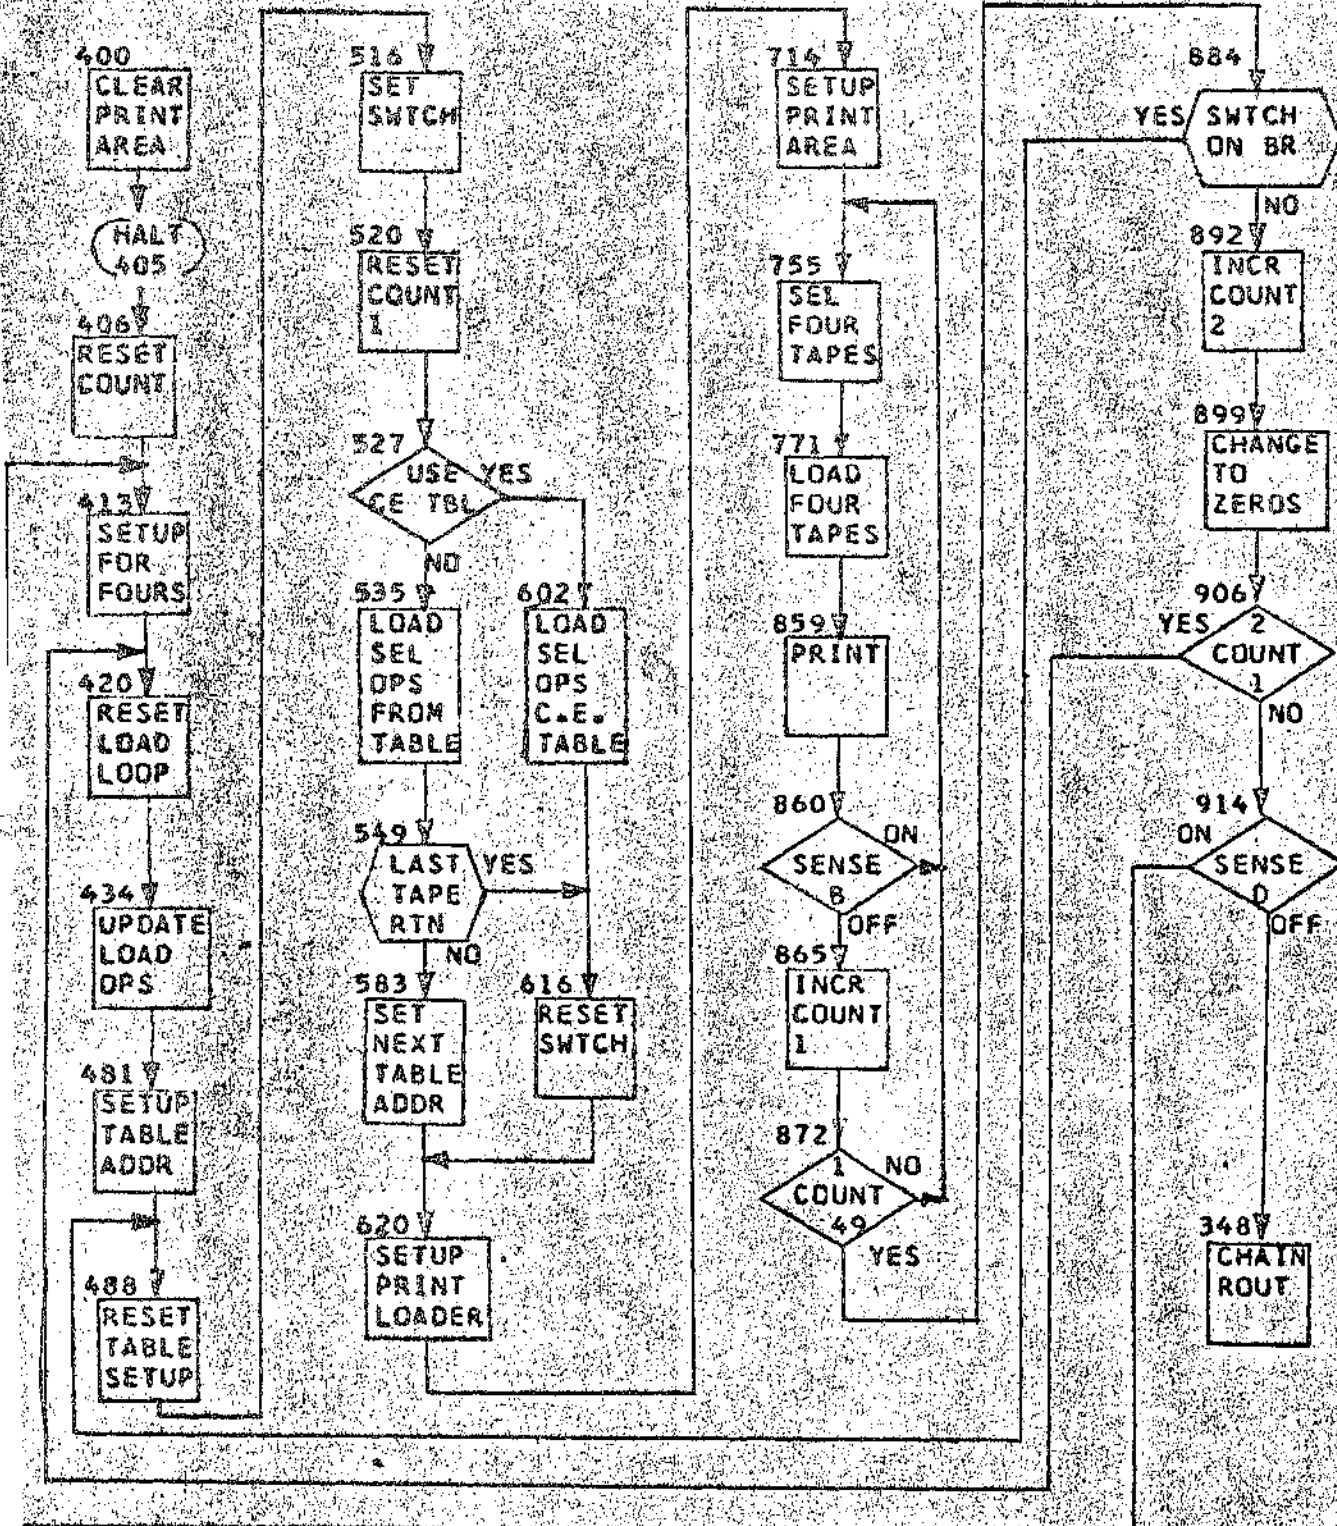 400
CLEAR
PRINT
AREA
HALT
405
406
RESET
COUNT
413
SETUP
FOR
FOURS
420
RESET
LOAD
LOOP
434
UPDATE
LOAD
OPS
481
SETUP
TABLE
ADDR
488
RESET
TABLE
SETUP
516
SET
SWTCH
520
RESET
COUNT
1
527
USE
CE TBL
YES
NO
535
LOAD
SEL
OPS
FROM
TABLE
602
LOAD
SEL
OPS
C.E.
TABLE
549
LAST
TAPE
RTN
YES
NO
583
SET
NEXT
TABLE
ADDR
616
RESET
SWTCH
620
SETUP
PRINT
LOADER
714
SETUP
PRINT
AREA
755
SEL
FOUR
TAPES
771
LOAD
FOUR
TAPES
859
PRINT
860
SENSE
B
ON
OFF
865
INCR
COUNT
1
872
1
COUNT
49
NO
YES
884
YES
SWTCH
ON BR
NO
892
INCR
COUNT
2
899
CHANGE
TO
ZEROS
906
YES
2
COUNT
1
NO
914
ON
SENSE
D
OFF
348
CHAIN
ROUT